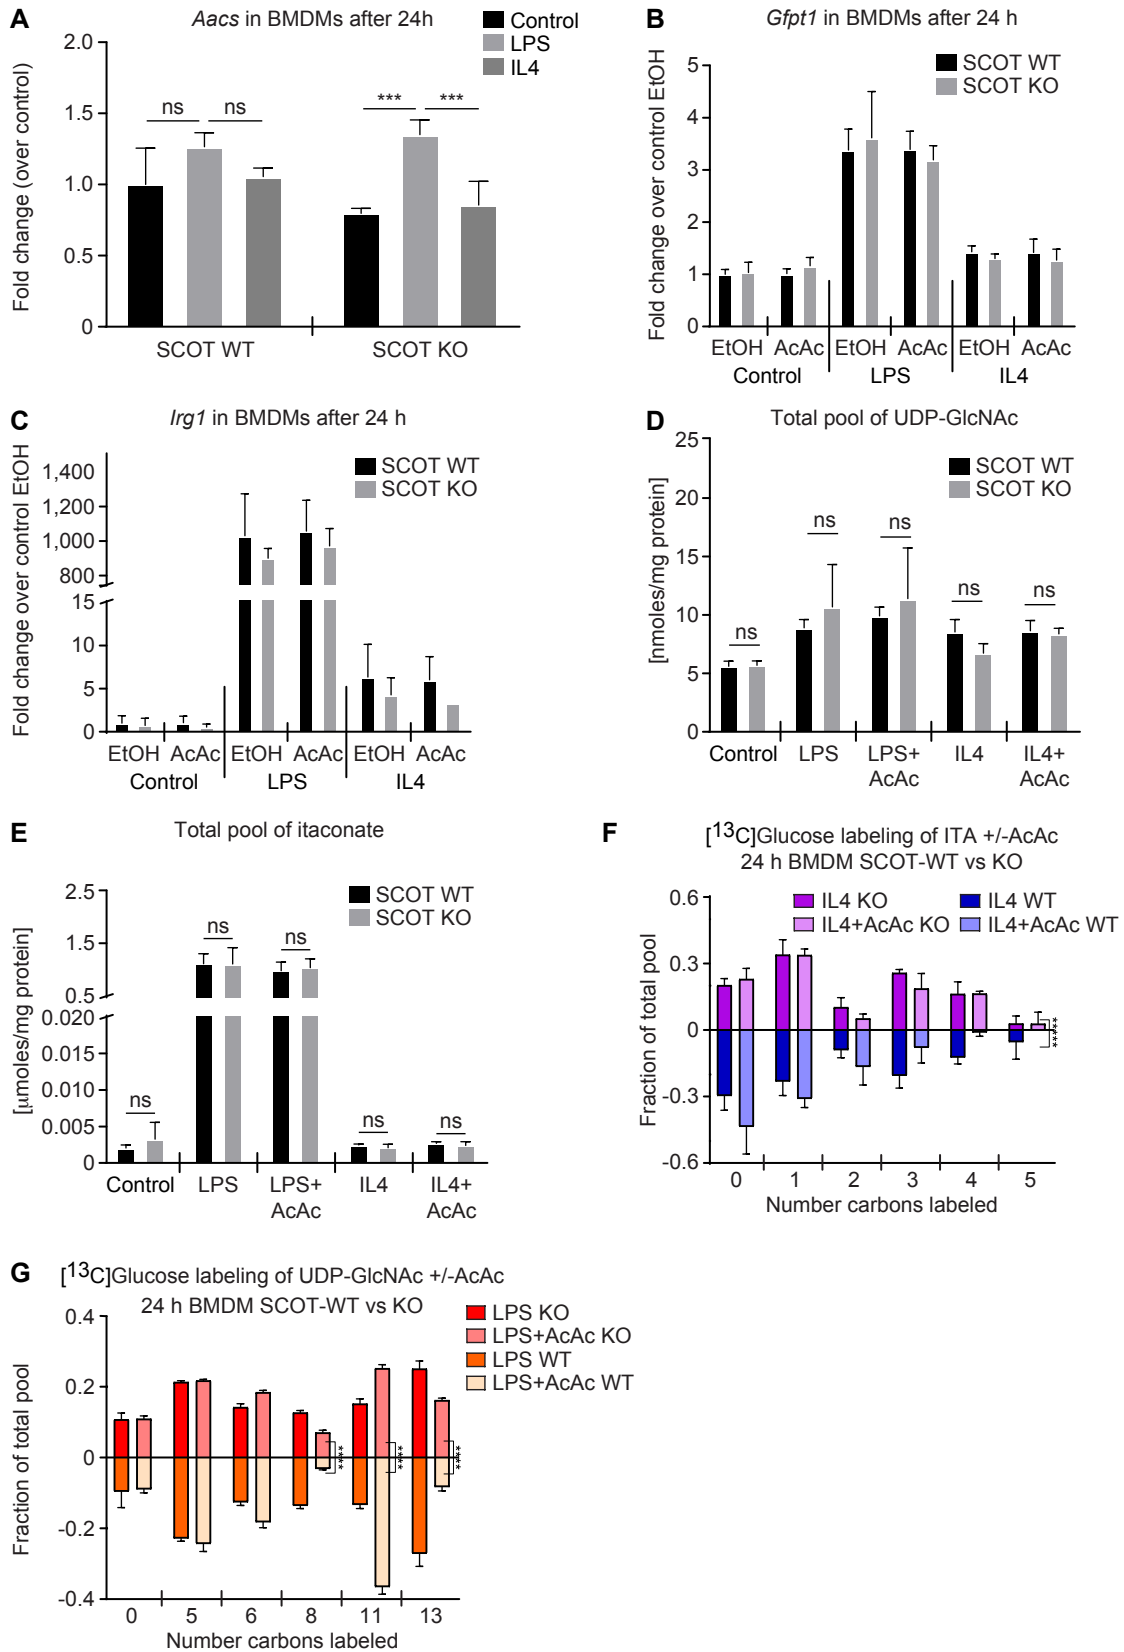 A
Aacs in BMDMs after 24h
Control
LPS
IL4
Fold change (over control)
2.0
1.5
1.0
0.5
0
ns
ns
***
***
SCOT WT
SCOT KO
B
Gfpt1 in BMDMs after 24 h
SCOT WT
SCOT KO
Fold change over control EtOH
5
4
3
2
1
0
EtOH AcAc EtOH AcAc EtOH AcAc
Control LPS IL4
C
Irg1 in BMDMs after 24 h
SCOT WT
SCOT KO
Fold change over control EtOH
1,400
1,200
1,000
800
15
10
5
0
EtOH AcAc EtOH AcAc EtOH AcAc
Control LPS IL4
D
Total pool of UDP-GlcNAc
SCOT WT
SCOT KO
[nmoles/mg protein]
25
20
15
10
5
0
ns
ns
ns
ns
ns
Control LPS LPS+ IL4 IL4+
AcAc AcAc
E
Total pool of itaconate
SCOT WT
SCOT KO
[µmoles/mg protein]
2.5
1.5
0.5
0.020
0.015
0.010
0.005
0
ns
ns
ns
ns
ns
Control LPS LPS+ IL4 IL4+
AcAc AcAc
F
[13C]Glucose labeling of ITA +/-AcAc
24 h BMDM SCOT-WT vs KO
IL4 KO IL4 WT
IL4+AcAc KO IL4+AcAc WT
Fraction of total pool
0.6
0.3
0
-0.3
-0.6
0 1 2 3 4 5
Number carbons labeled
G
[13C]Glucose labeling of UDP-GlcNAc +/-AcAc
24 h BMDM SCOT-WT vs KO
LPS KO
LPS+AcAc KO
LPS WT
LPS+AcAc WT
Fraction of total pool
0.4
0.2
0
-0.2
-0.4
****
****
****
0 5 6 8 11 13
Number carbons labeled